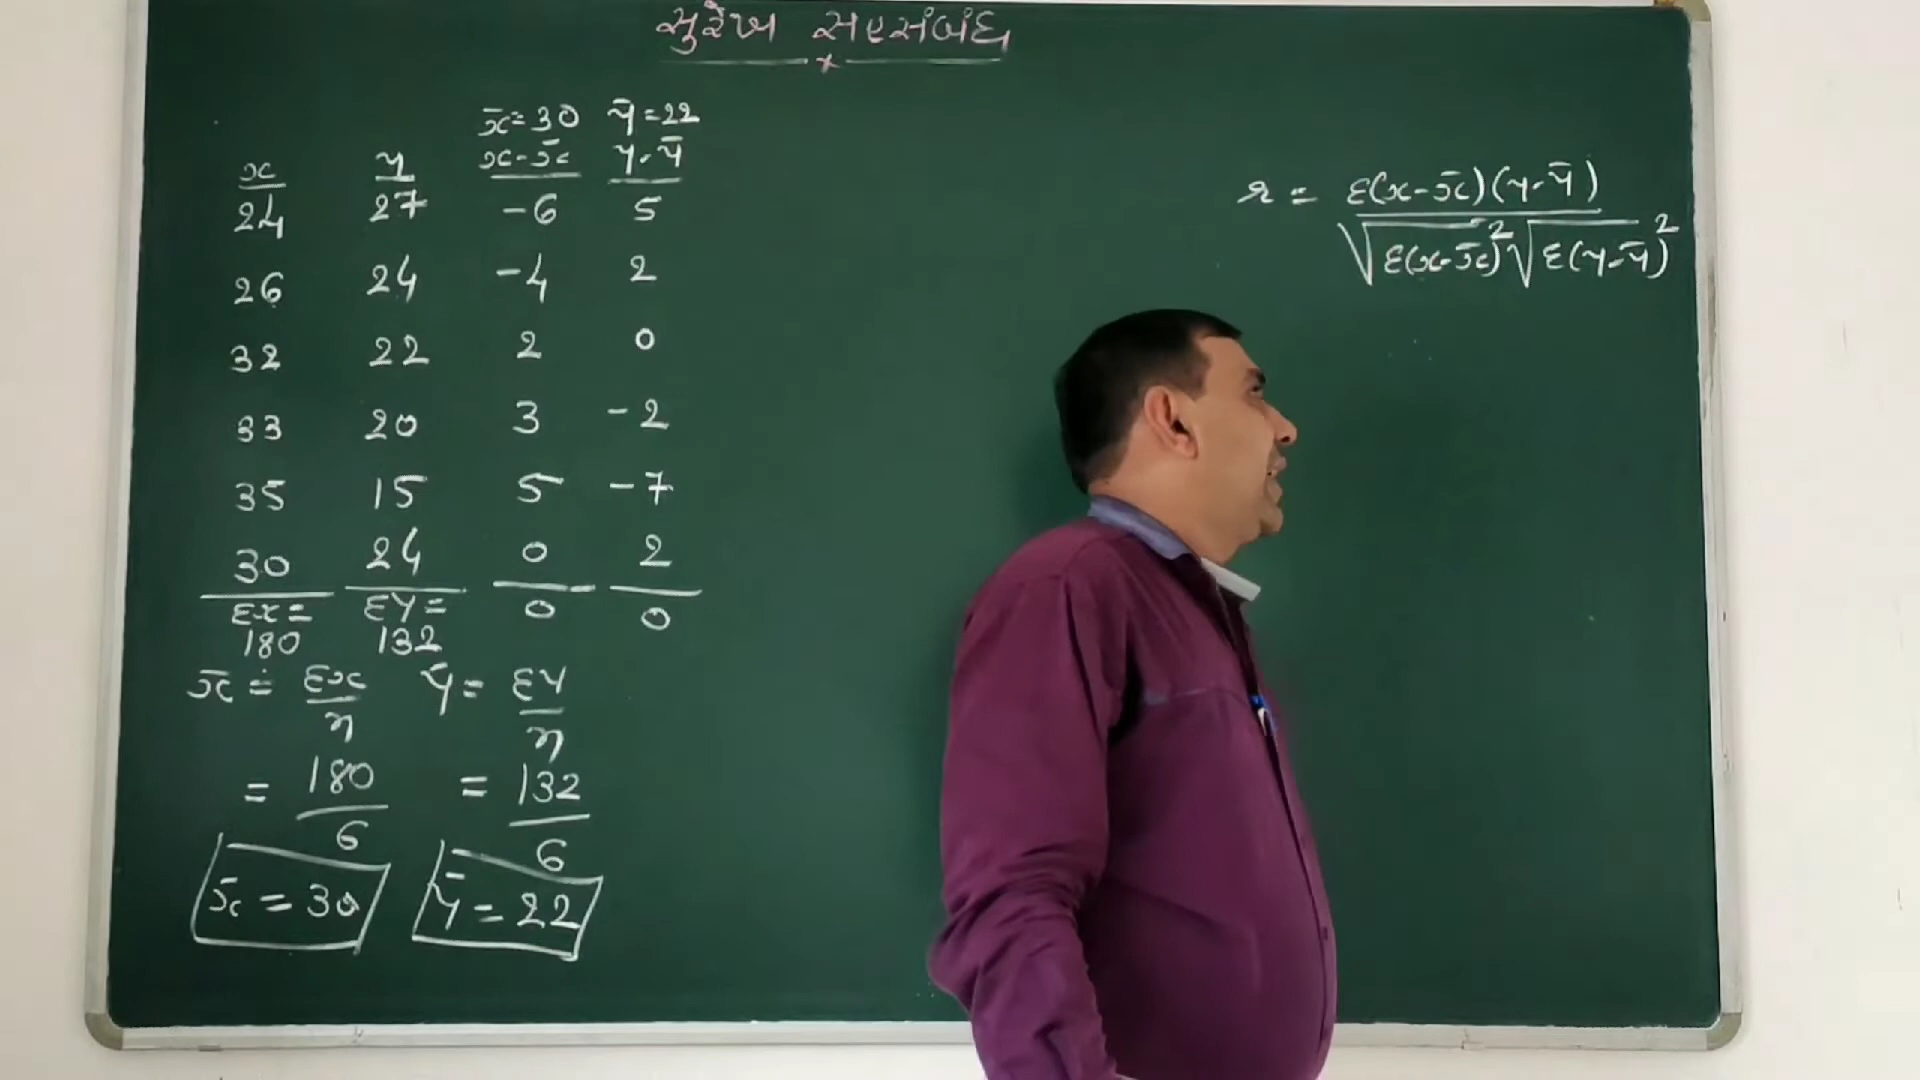 સુરેખ સહસંબંધ
x̄=30 ȳ=22
x y x-x̄ y-ȳ
24 27 -6 5
26 24 -4 2
32 22 2 0
33 20 3 -2
35 15 5 -7
30 24 0 2
Σx= Σy= 0 0
180 132
x̄ = Σx/n ȳ = Σy/n
= 180/6 = 132/6
x̄ = 30 ȳ = 22
r = Σ(x-x̄)(y-ȳ)
√Σ(x-x̄)² √Σ(y-ȳ)²